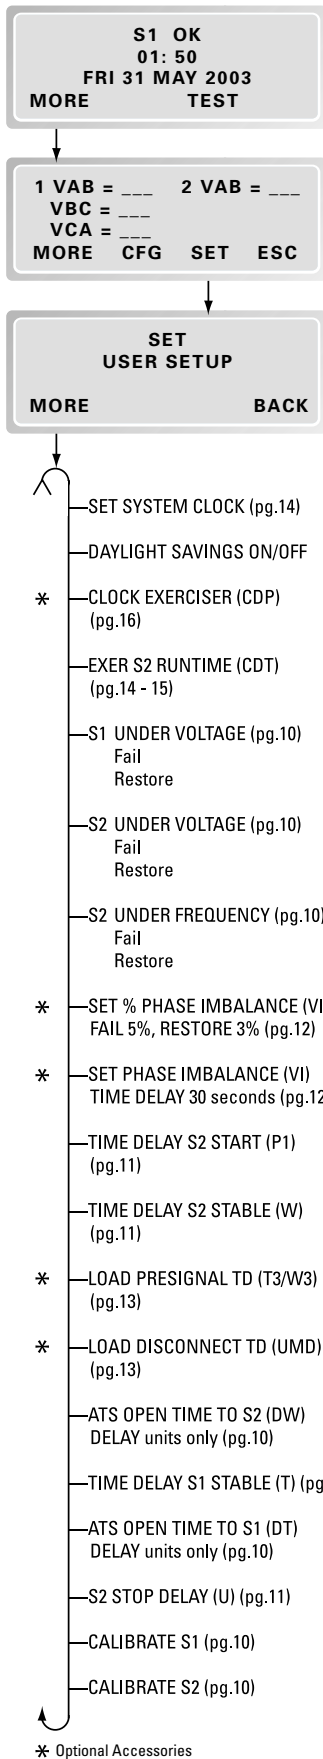 S1 OK
01: 50
FRI 31 MAY 2003
MORE TEST
1 VAB = ___ 2 VAB = ___
VBC = ___
VCA = ___
MORE CFG SET ESC
SET
USER SETUP
MORE BACK
SET SYSTEM CLOCK (pg.14)
DAYLIGHT SAVINGS ON/OFF
* CLOCK EXERCISER (CDP)
(pg.16)
EXER S2 RUNTIME (CDT)
(pg.14 - 15)
S1 UNDER VOLTAGE (pg.10)
Fail
Restore
S2 UNDER VOLTAGE (pg.10)
Fail
Restore
S2 UNDER FREQUENCY (pg.10)
Fail
Restore
* SET % PHASE IMBALANCE (VI
FAIL 5%, RESTORE 3% (pg.12)
* SET PHASE IMBALANCE (VI)
TIME DELAY 30 seconds (pg.12
TIME DELAY S2 START (P1)
(pg.11)
TIME DELAY S2 STABLE (W)
(pg.11)
* LOAD PRESIGNAL TD (T3/W3)
(pg.13)
* LOAD DISCONNECT TD (UMD)
(pg.13)
ATS OPEN TIME TO S2 (DW)
DELAY units only (pg.10)
TIME DELAY S1 STABLE (T) (pg
ATS OPEN TIME TO S1 (DT)
DELAY units only (pg.10)
S2 STOP DELAY (U) (pg.11)
CALIBRATE S1 (pg.10)
CALIBRATE S2 (pg.10)
* Optional Accessories